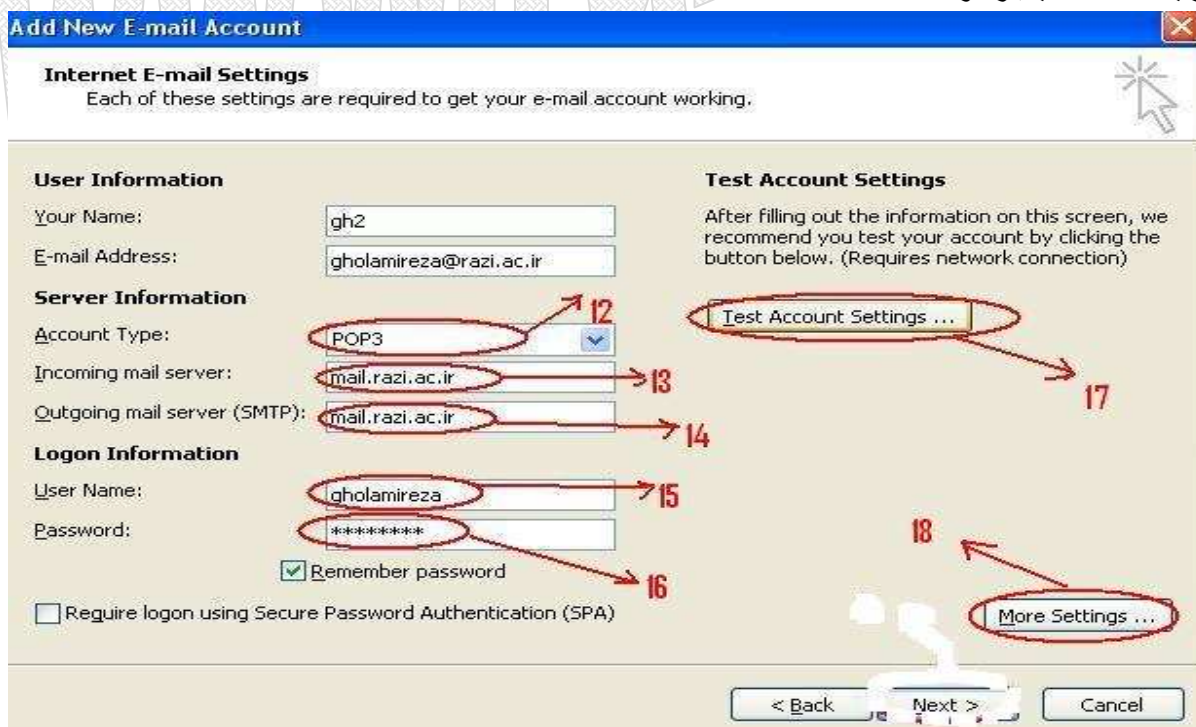 Add New E-mail Account
Internet E-mail Settings
Each of these settings are required to get your e-mail account working.
User Information
Your Name:
gh2
E-mail Address:
gholamireza@razi.ac.ir
Server Information
Account Type:
POP3
12
Incoming mail server:
mail.razi.ac.ir
13
Outgoing mail server (SMTP):
mail.razi.ac.ir
14
Logon Information
User Name:
gholamireza
15
Password:
********
16
Remember password
Require logon using Secure Password Authentication (SPA)
Test Account Settings
After filling out the information on this screen, we
recommend you test your account by clicking the
button below. (Requires network connection)
Test Account Settings ...
17
18
More Settings ...
< Back
Next >
Cancel